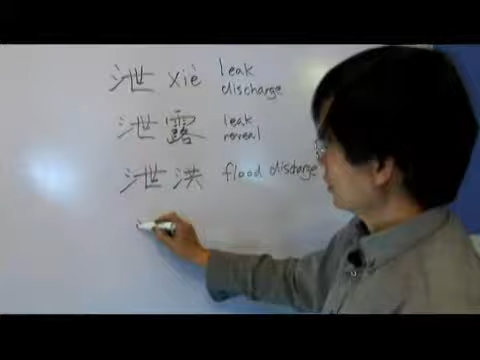 泄 xiè leak
discharge
泄露 leak
reveal
泄洪 flood discharge